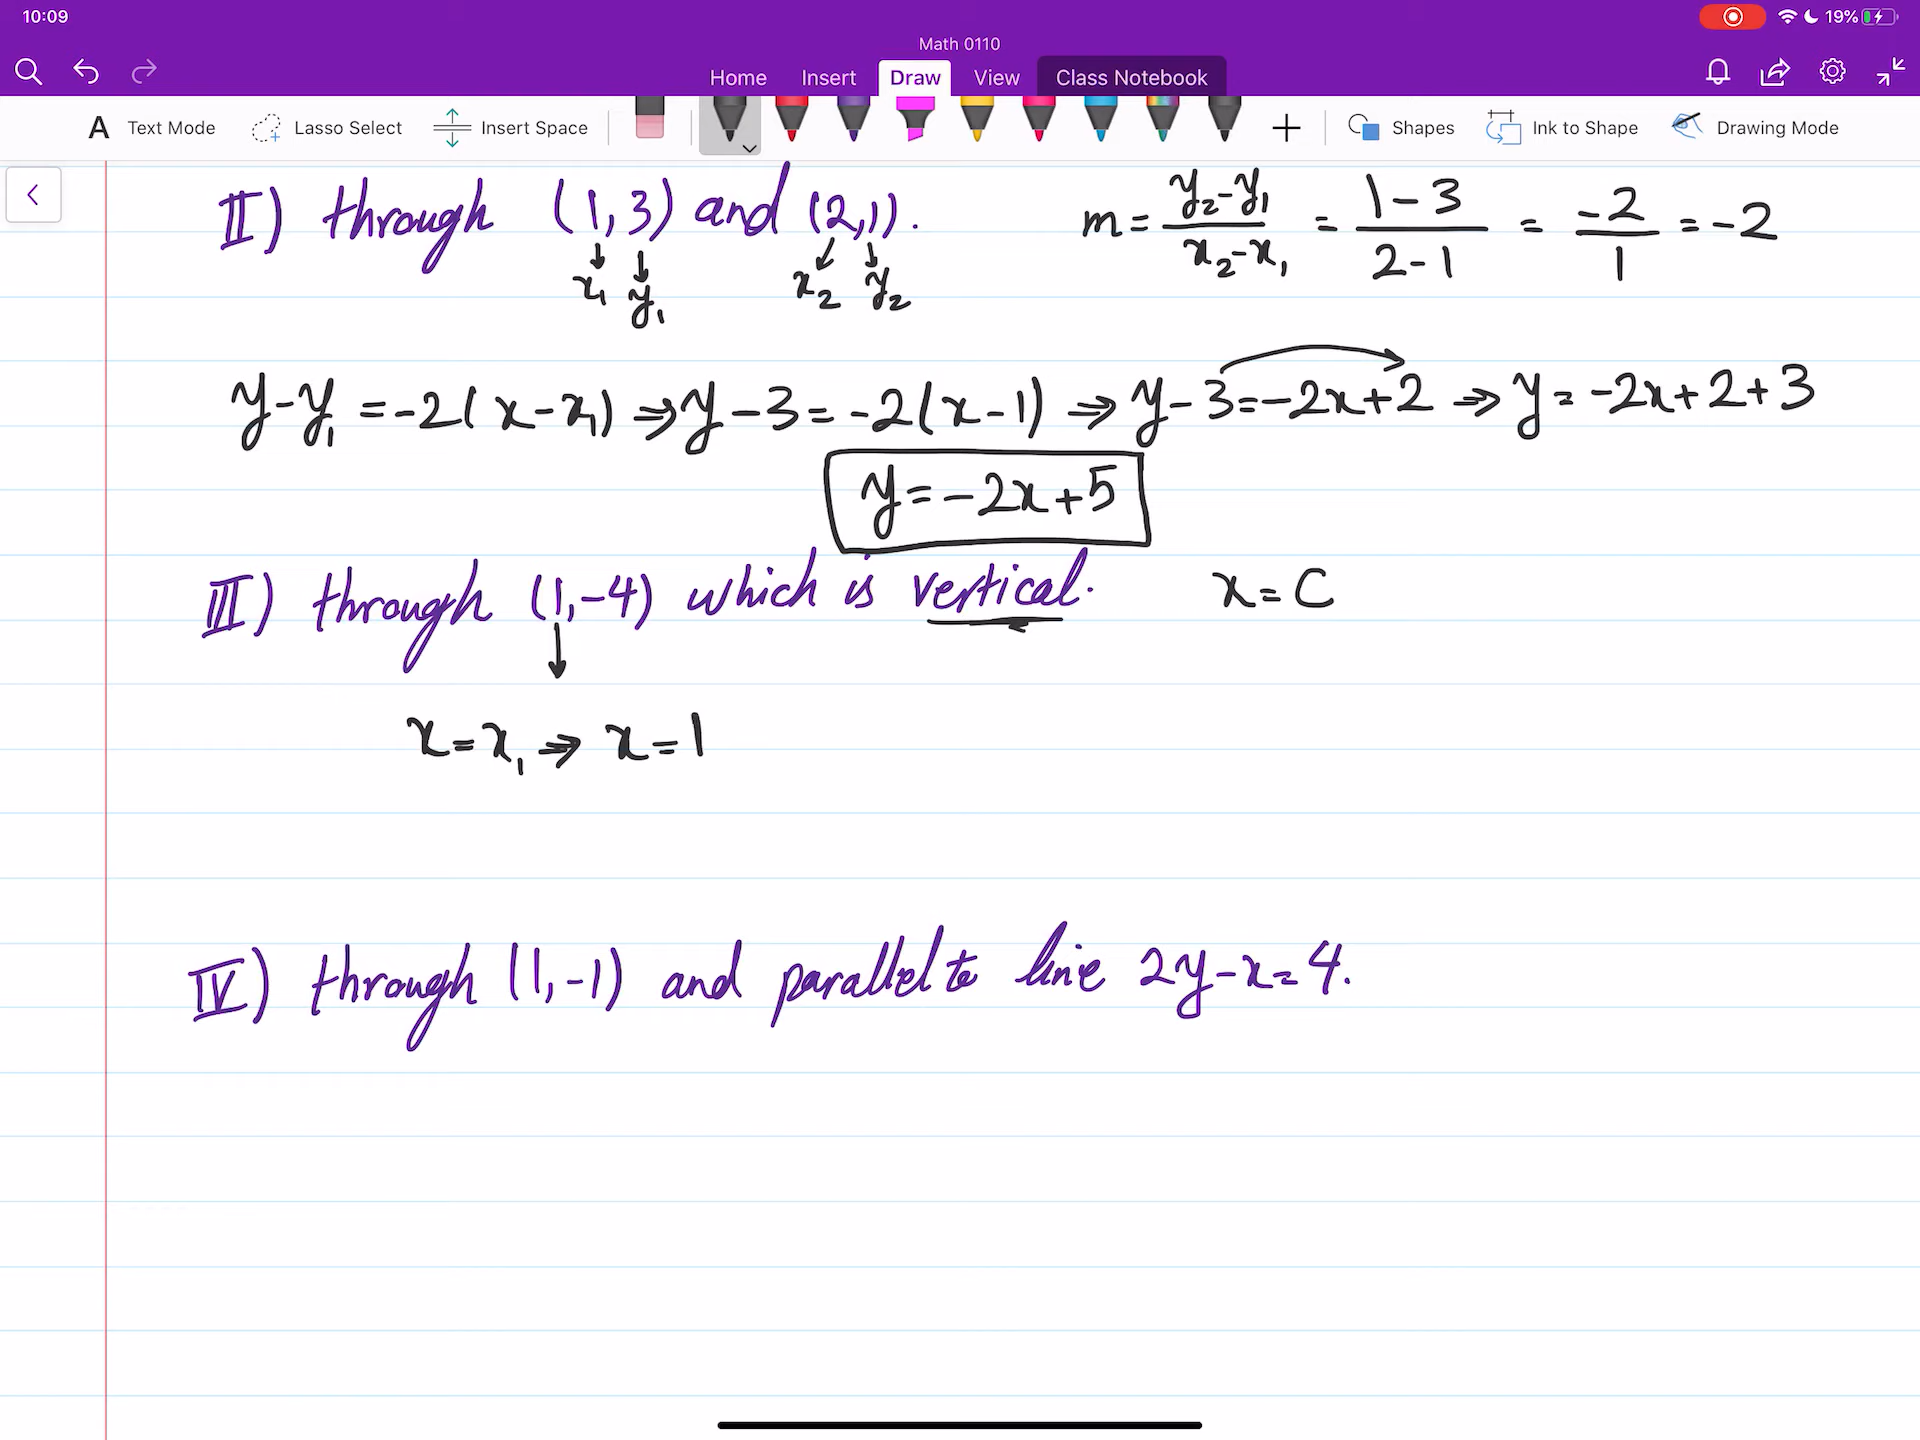 10:09
19%
Math 0110
Home Insert Draw View Class Notebook
A Text Mode Lasso Select Insert Space Shapes Ink to Shape Drawing Mode
II) through (1,3) and (2,1). m = y₂-y₁ / x₂-x₁ = 1-3 / 2-1 = -2 / 1 = -2
x₁ y₁ x₂ y₂
y-y₁ = -2(x-x₁) ⇒ y-3 = -2(x-1) ⇒ y-3 = -2x+2 ⇒ y = -2x+2+3
y = -2x+5
III) through (1,-4) which is vertical. x = C
x = x₁ ⇒ x = 1
IV) through (1,-1) and parallel to line 2y-x=4.